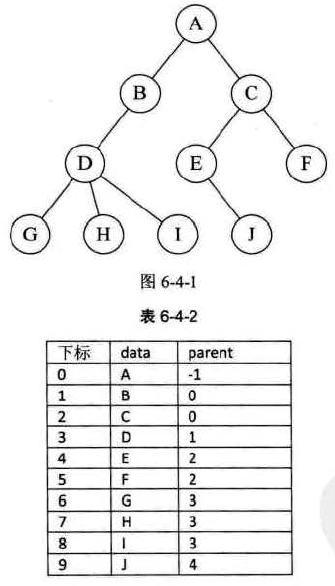 A
B C
D E F
G H I J
图 6-4-1
表 6-4-2
下标 data parent
0 A -1
1 B 0
2 C 0
3 D 1
4 E 2
5 F 2
6 G 3
7 H 3
8 I 3
9 J 4